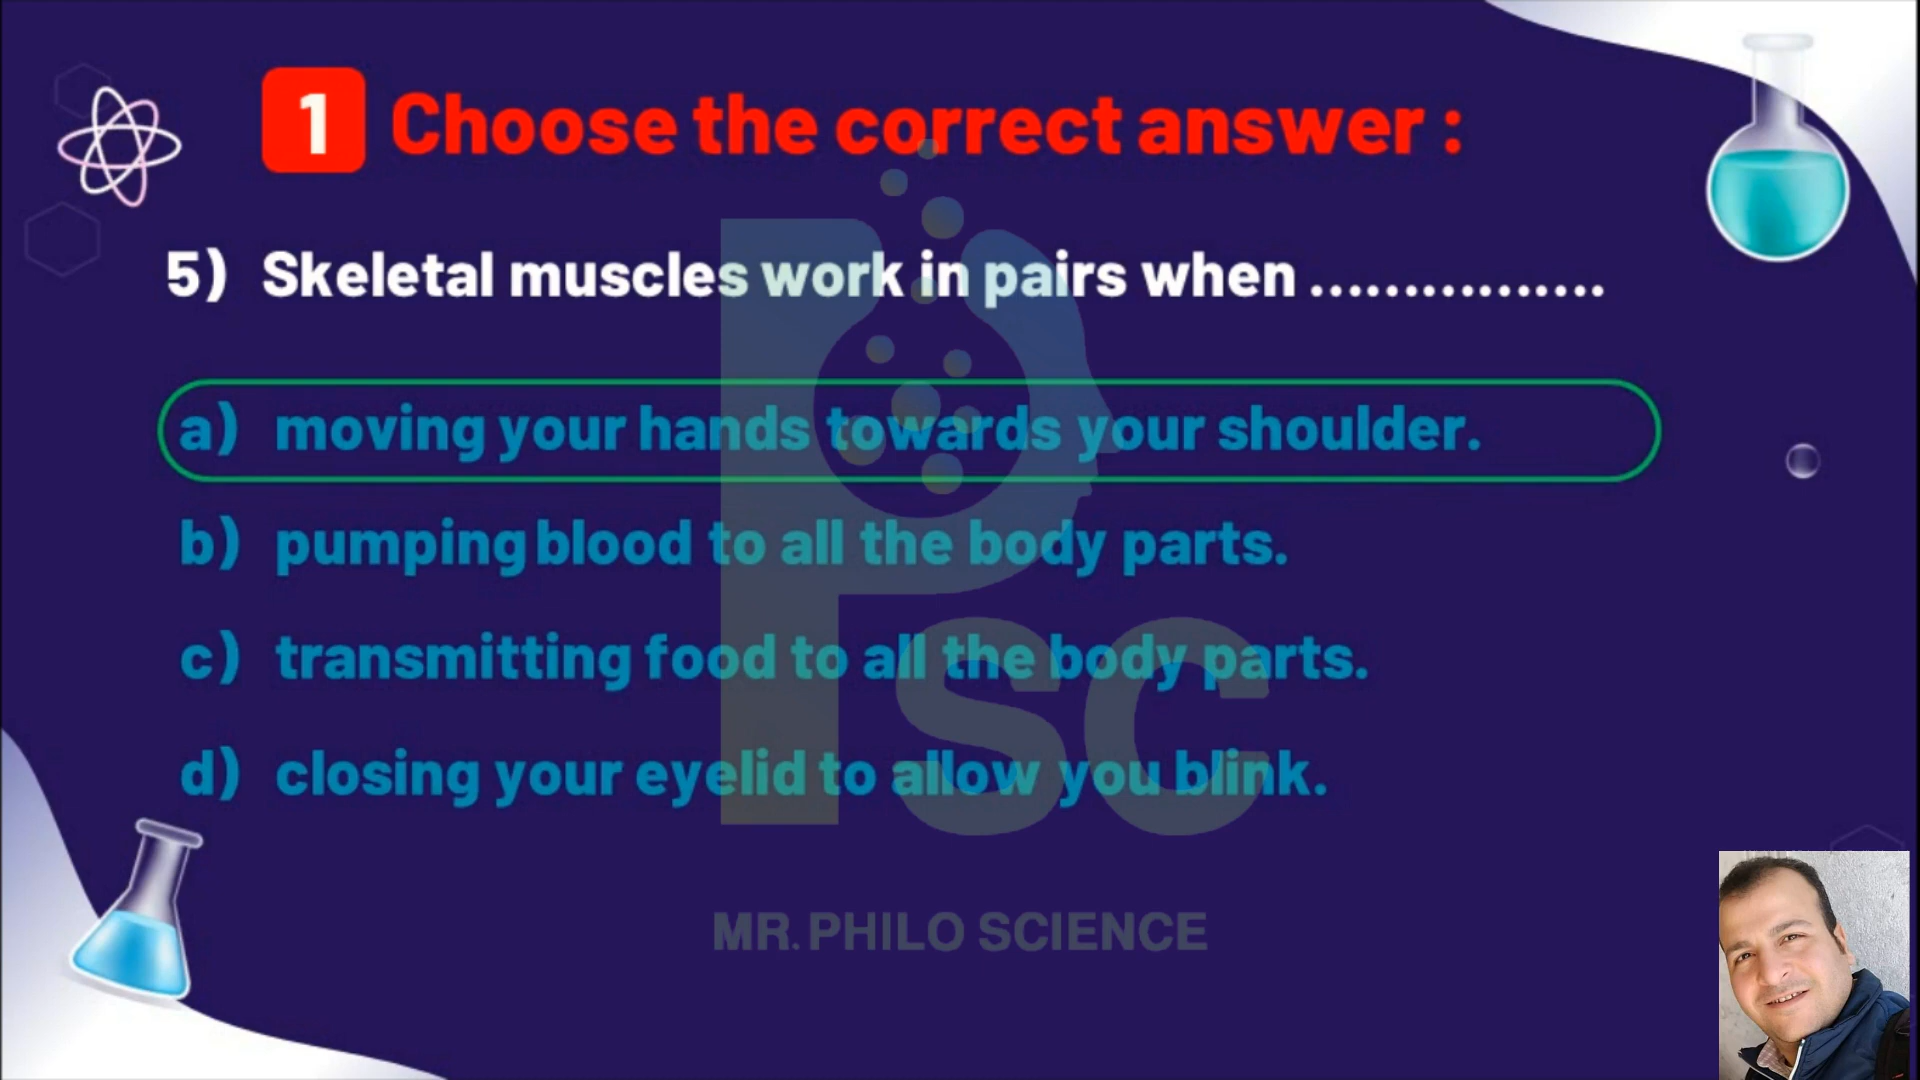 1 Choose the correct answer :
5) Skeletal muscles work in pairs when ................
a) moving your hands towards your shoulder.
b) pumping blood to all the body parts.
c) transmitting food to all the body parts.
d) closing your eyelid to allow you blink.
Psc
MR. PHILO SCIENCE